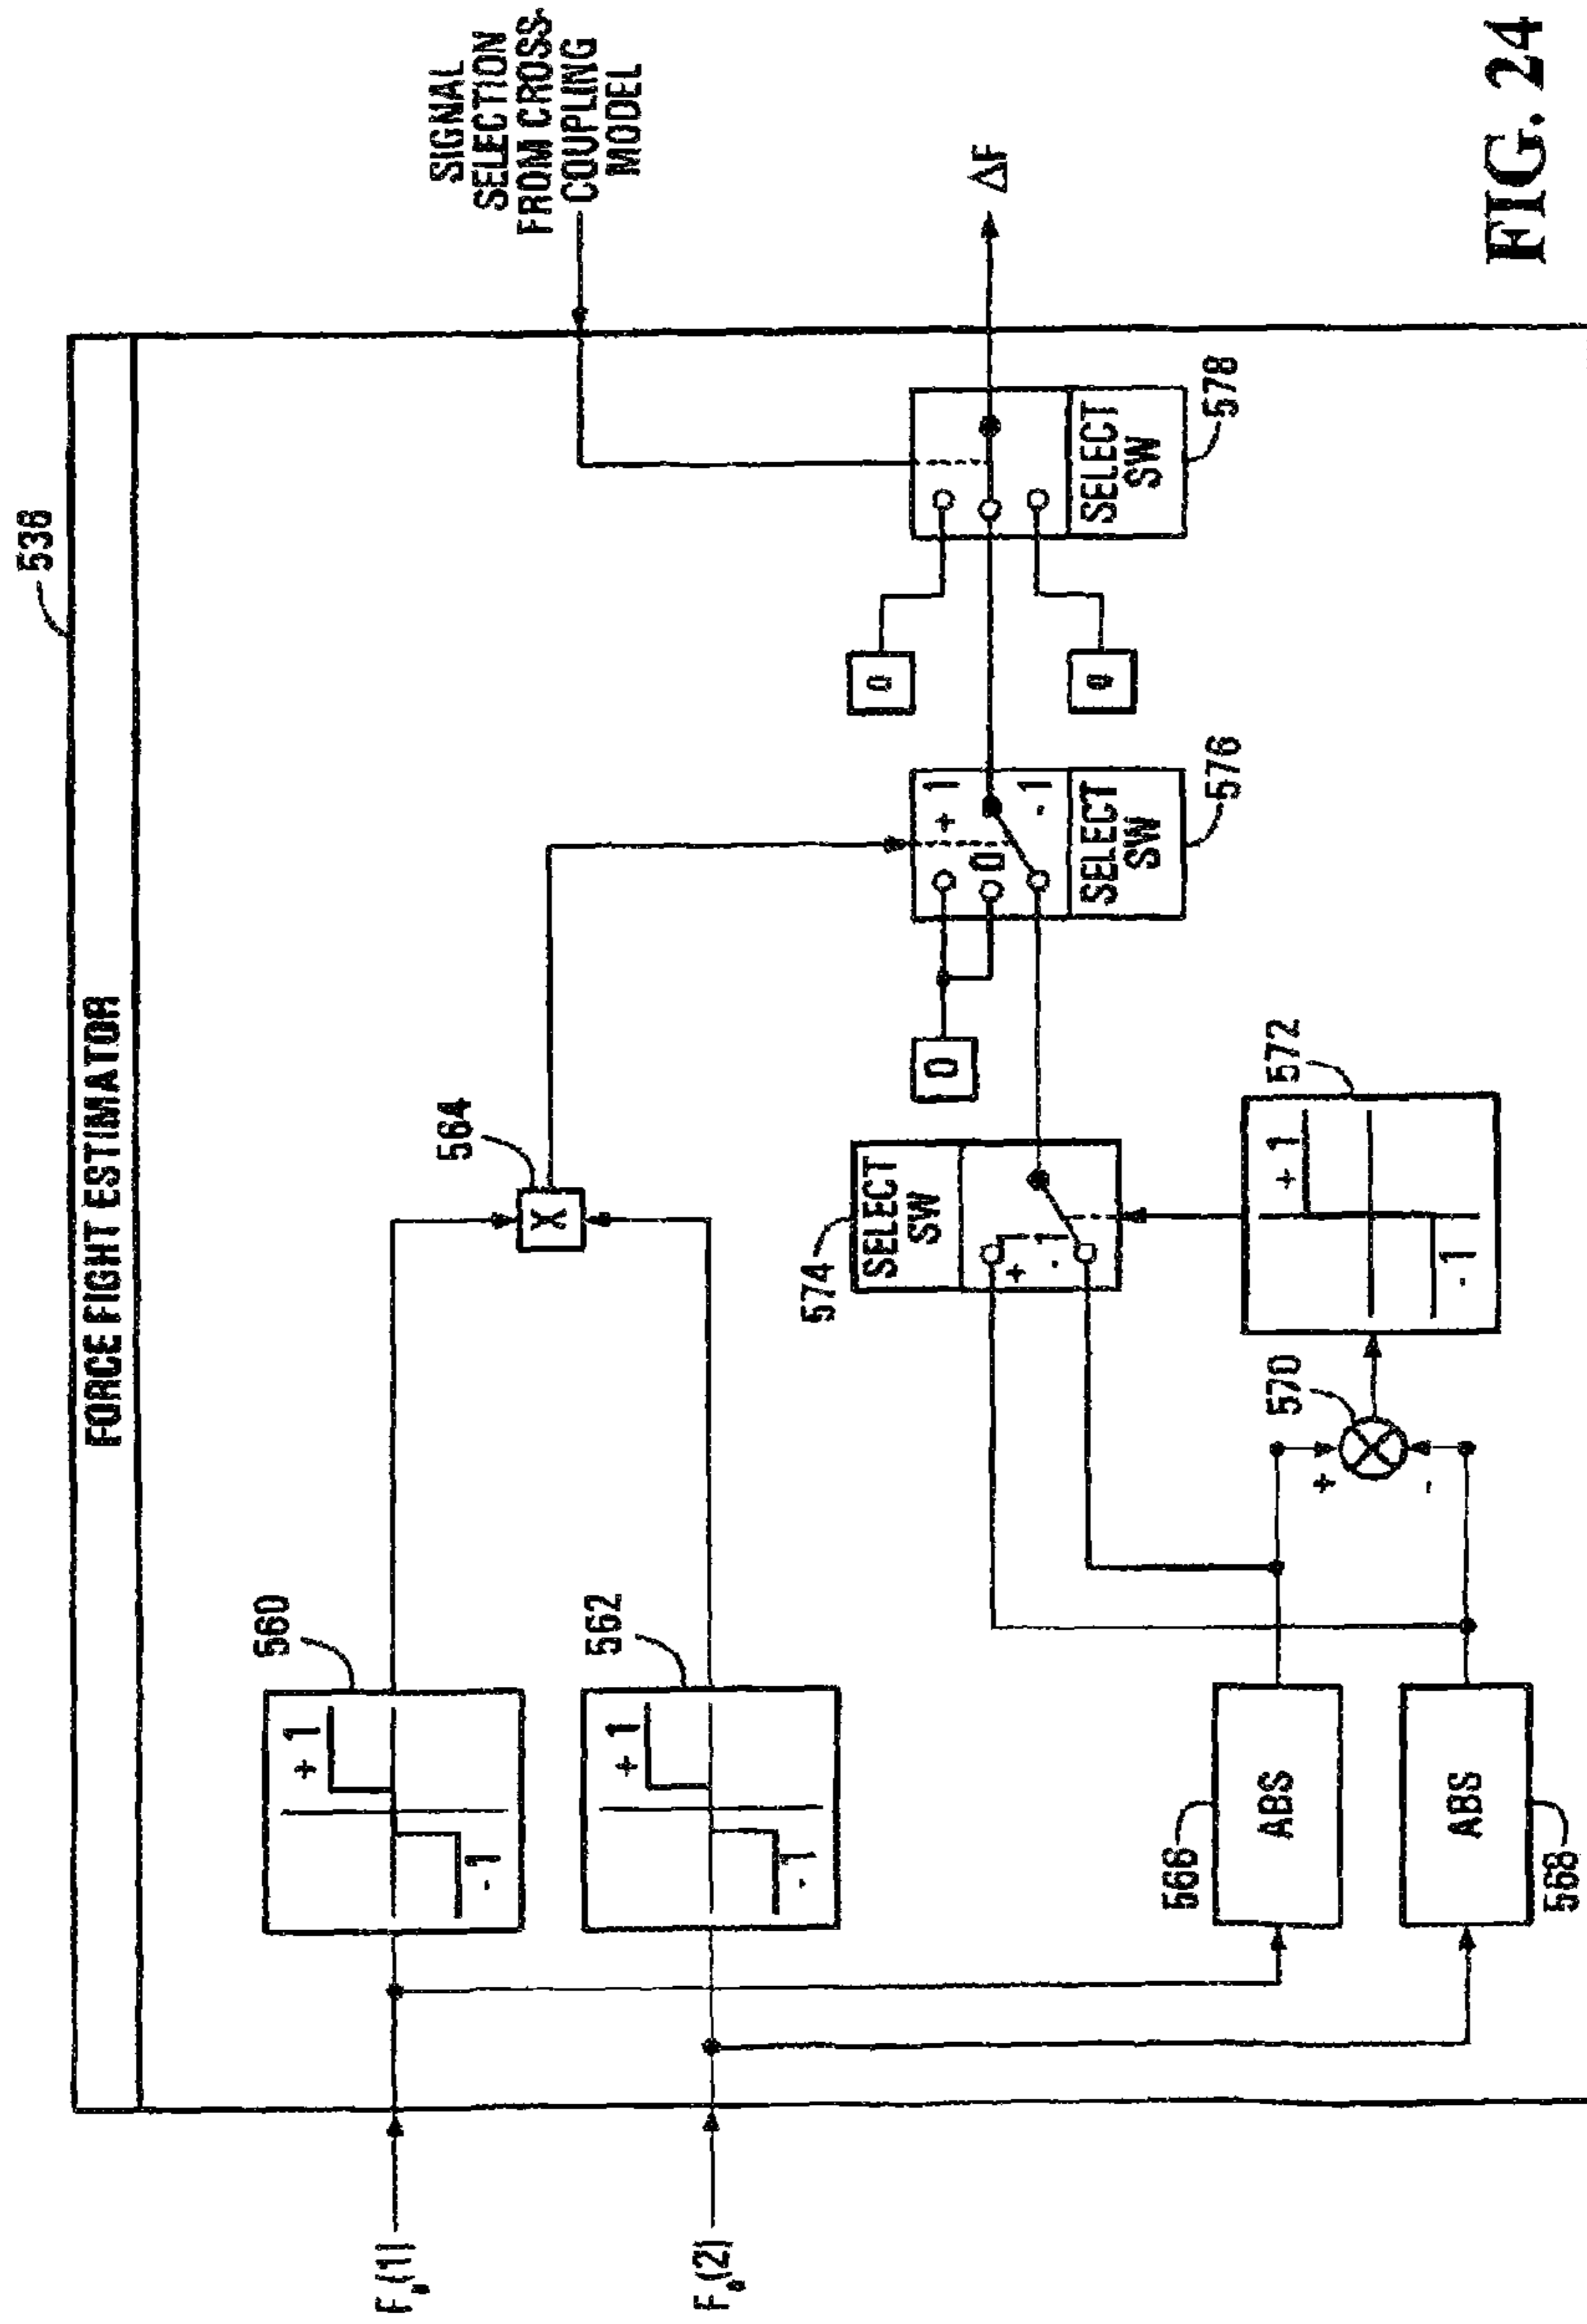 538
FORCE FIGHT ESTIMATOR
SIGNAL
SELECTION
FROM CROSS-
COUPLING
MODEL
560
+ 1
- 1
Fa(1)
564
X
562
+ 1
- 1
Fa(2)
574
SELECT
SW
+
-
0
+ 1
0
- 1
SELECT
SW
576
0
0
SELECT
SW
578
ΔF
566
ABS
568
ABS
+
-
570
572
+ 1
- 1
FIG. 24